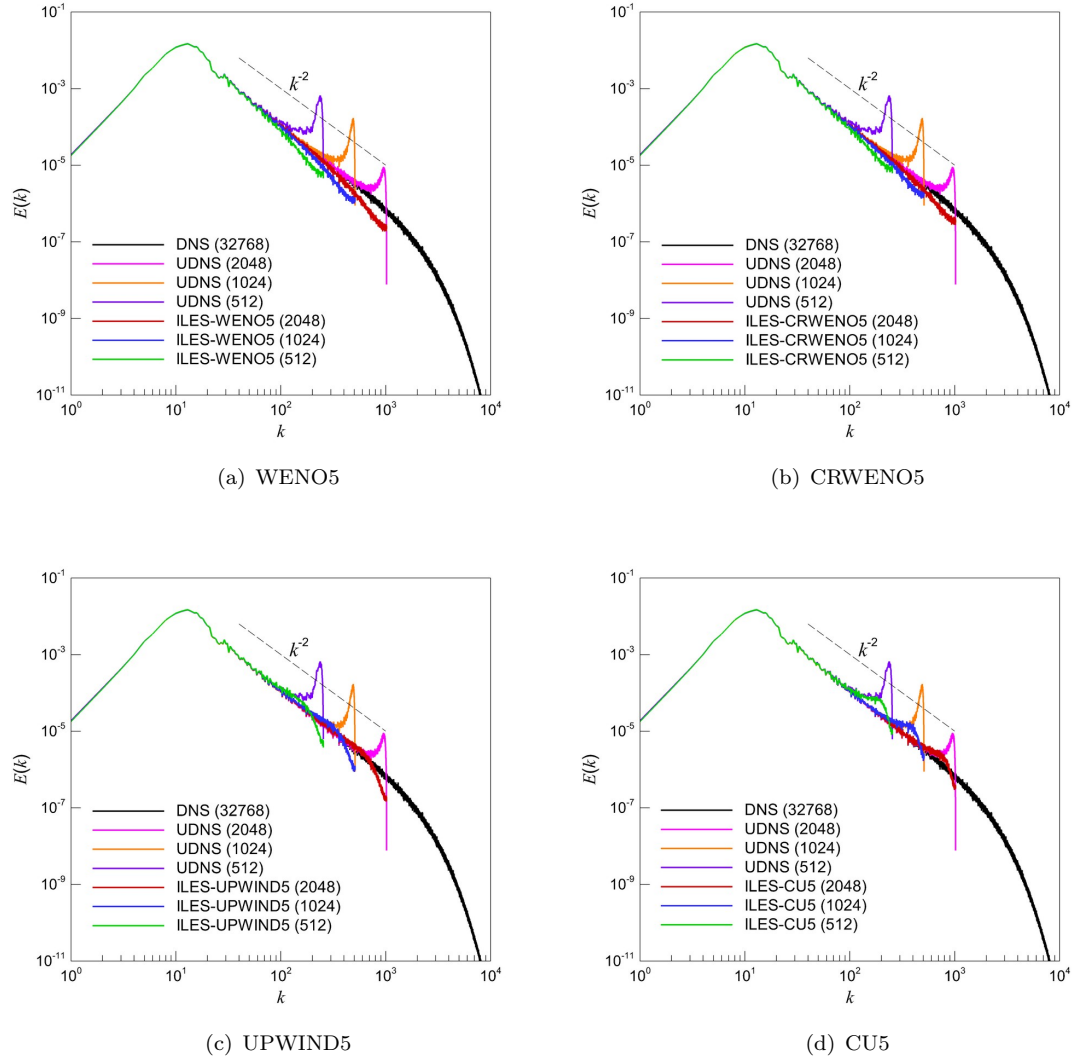 10^-1
10^-3
10^-5
10^-7
10^-9
10^-11
E(k)
k^-2
DNS (32768)
UDNS (2048)
UDNS (1024)
UDNS (512)
ILES-WENO5 (2048)
ILES-WENO5 (1024)
ILES-WENO5 (512)
10^0 10^1 10^2 10^3 10^4
k
(a) WENO5
10^-1
10^-3
10^-5
10^-7
10^-9
10^-11
E(k)
k^-2
DNS (32768)
UDNS (2048)
UDNS (1024)
UDNS (512)
ILES-CRWENO5 (2048)
ILES-CRWENO5 (1024)
ILES-CRWENO5 (512)
10^0 10^1 10^2 10^3 10^4
k
(b) CRWENO5
10^-1
10^-3
10^-5
10^-7
10^-9
10^-11
E(k)
k^-2
DNS (32768)
UDNS (2048)
UDNS (1024)
UDNS (512)
ILES-UPWIND5 (2048)
ILES-UPWIND5 (1024)
ILES-UPWIND5 (512)
10^0 10^1 10^2 10^3 10^4
k
(c) UPWIND5
10^-1
10^-3
10^-5
10^-7
10^-9
10^-11
E(k)
k^-2
DNS (32768)
UDNS (2048)
UDNS (1024)
UDNS (512)
ILES-CU5 (2048)
ILES-CU5 (1024)
ILES-CU5 (512)
10^0 10^1 10^2 10^3 10^4
k
(d) CU5